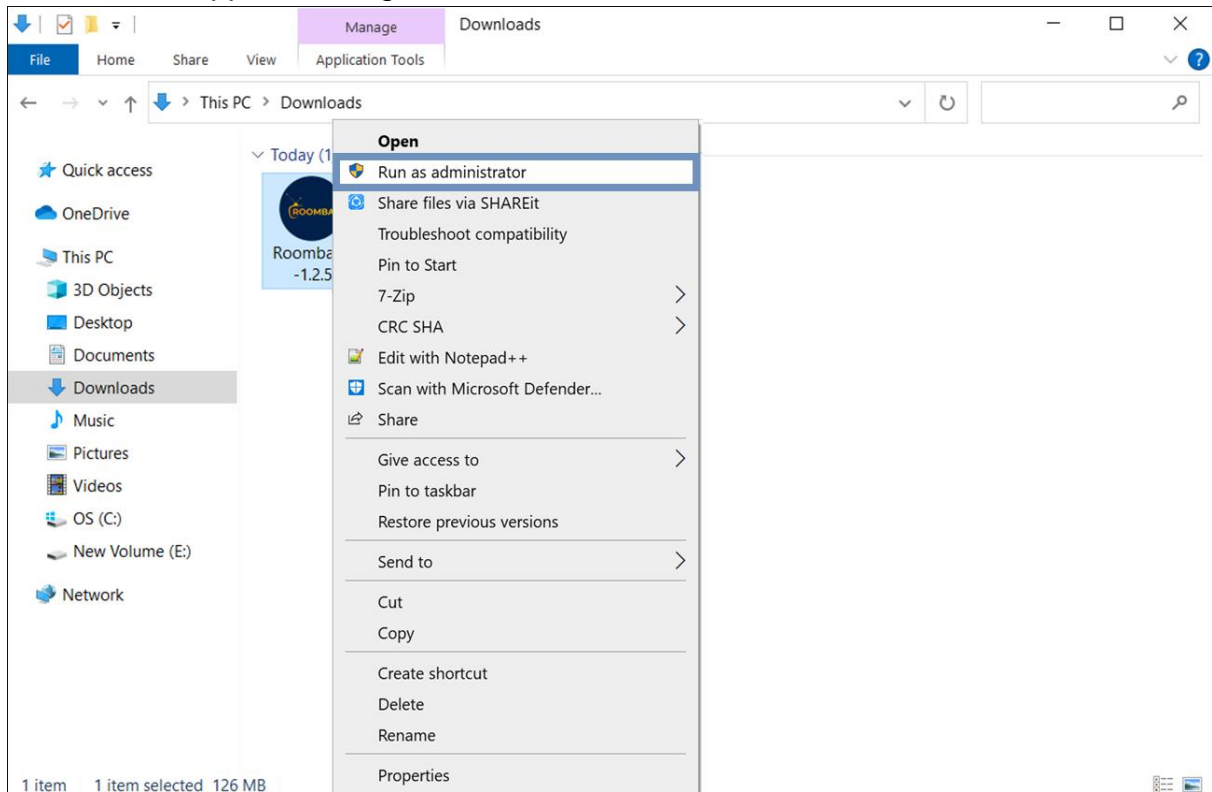 Manage
Downloads
File
Home
Share
View
Application Tools
This PC > Downloads
Quick access
OneDrive
This PC
3D Objects
Desktop
Documents
Downloads
Music
Pictures
Videos
OS (C:)
New Volume (E:)
Network
Today (1
ROOMBA
Roomba
-1.2.5
Open
Run as administrator
Share files via SHAREit
Troubleshoot compatibility
Pin to Start
7-Zip
CRC SHA
Edit with Notepad++
Scan with Microsoft Defender...
Share
Give access to
Pin to taskbar
Restore previous versions
Send to
Cut
Copy
Create shortcut
Delete
Rename
Properties
1 item 1 item selected 126 MB